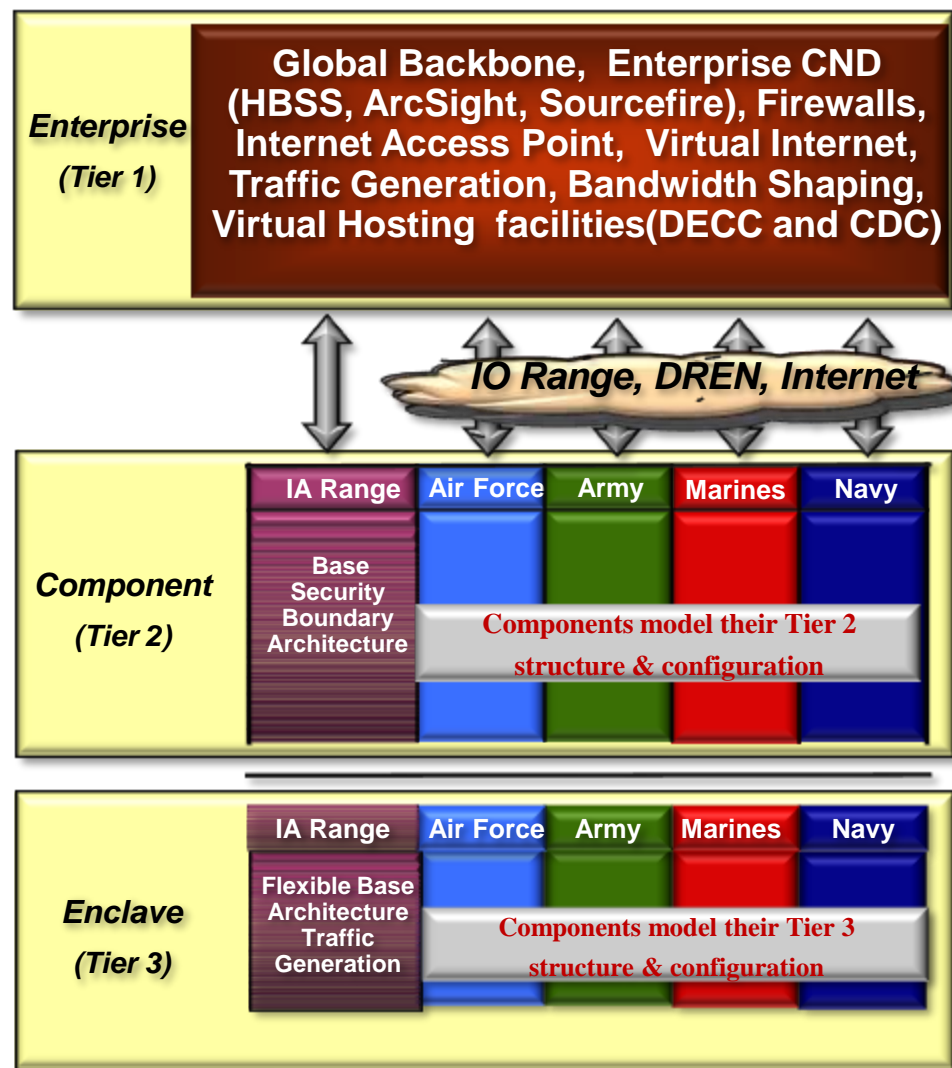 Enterprise
(Tier 1)
Global Backbone, Enterprise CND
(HBSS, ArcSight, Sourcefire), Firewalls,
Internet Access Point, Virtual Internet,
Traffic Generation, Bandwidth Shaping,
Virtual Hosting facilities(DECC and CDC)
IO Range, DREN, Internet
Component
(Tier 2)
IA Range
Air Force
Army
Marines
Navy
Base
Security
Boundary
Architecture
Components model their Tier 2
structure & configuration
Enclave
(Tier 3)
IA Range
Air Force
Army
Marines
Navy
Flexible Base
Architecture
Traffic
Generation
Components model their Tier 3
structure & configuration